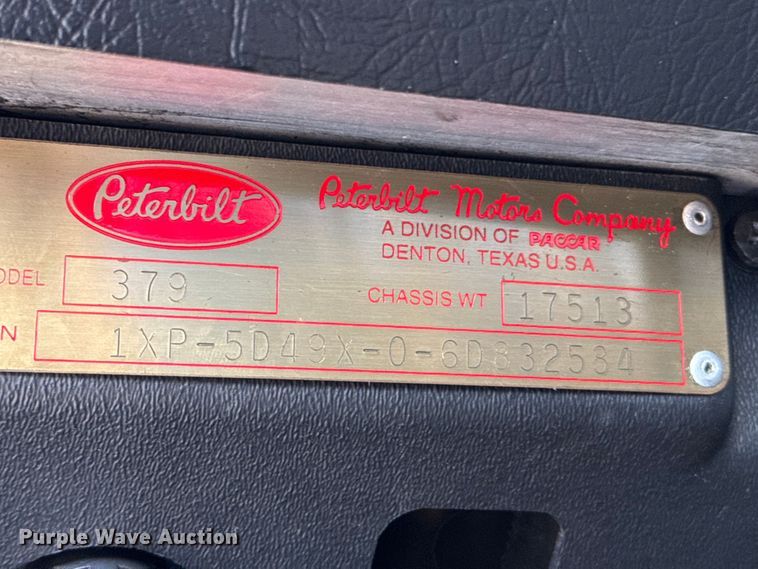 Peterbilt
Peterbilt Motors Company
A DIVISION OF PACCAR
DENTON, TEXAS U.S.A.
ODEL 379
CHASSIS WT 17513
N 1XP-5D49X-0-6D832584
Purple Wave Auction